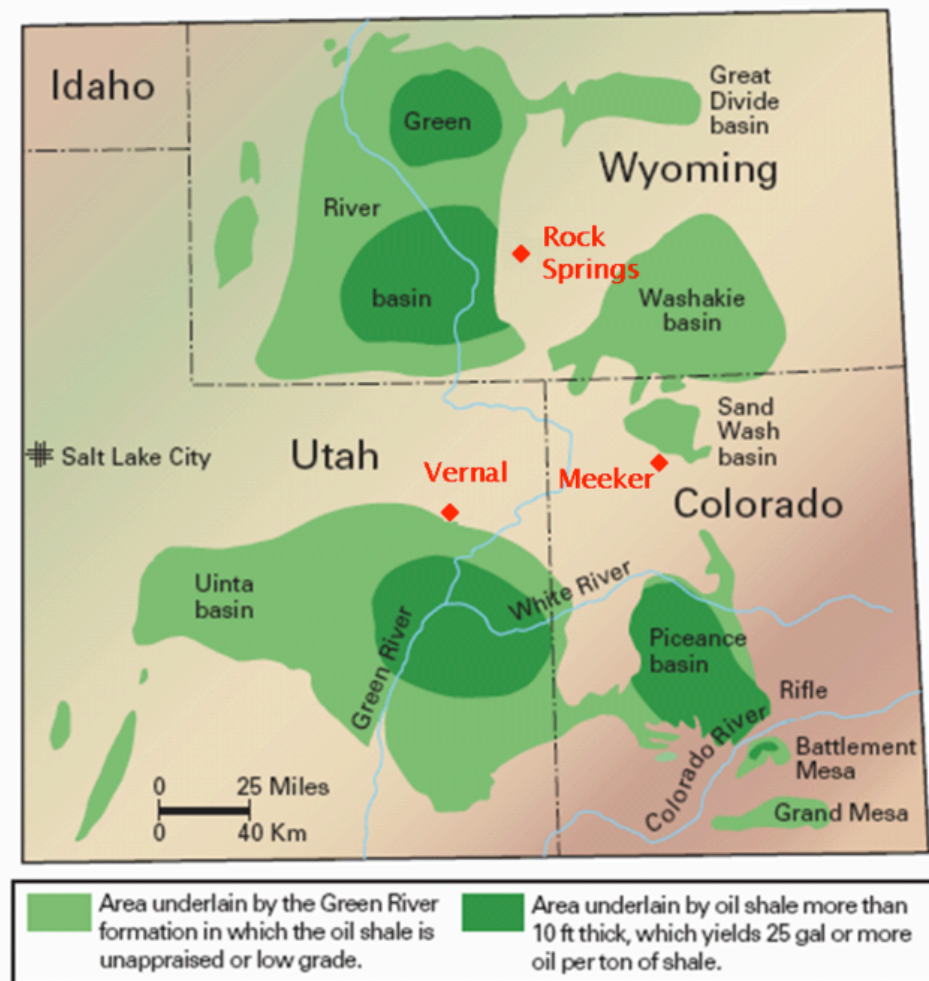 Idaho
Great
Divide
basin
Green
Wyoming
River
Rock
Springs
basin
Washakie
basin
Sand
Wash
basin
Salt Lake City
Utah
Vernal
Meeker
Colorado
Uinta
basin
White River
Green River
Piceance
basin
Rifle
Colorado River
Battlement
Mesa
Grand Mesa
0 25 Miles
0 40 Km
Area underlain by the Green River
formation in which the oil shale is
unappraised or low grade.
Area underlain by oil shale more than
10 ft thick, which yields 25 gal or more
oil per ton of shale.